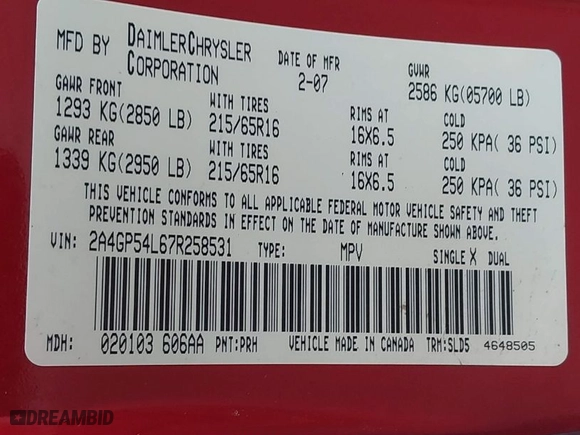 MFD BY DAIMLERCHRYSLER CORPORATION DATE OF MFR 2-07 GVWR 2586 KG(05700 LB)
GAWR FRONT WITH TIRES RIMS AT COLD
1293 KG(2850 LB) 215/65R16 16X6.5 250 KPA( 36 PSI)
GAWR REAR WITH TIRES RIMS AT COLD
1339 KG(2950 LB) 215/65R16 16X6.5 250 KPA( 36 PSI)
THIS VEHICLE CONFORMS TO ALL APPLICABLE FEDERAL MOTOR VEHICLE SAFETY AND THEFT
PREVENTION STANDARDS IN EFFECT ON THE DATE OF MANUFACTURE SHOWN ABOVE.
VIN: 2A4GP54L67R258531 TYPE: MPV SINGLE X DUAL
MDH: 020103 606AA PNT:PRH VEHICLE MADE IN CANADA TRM:SLD5 4648505
DREAMBID